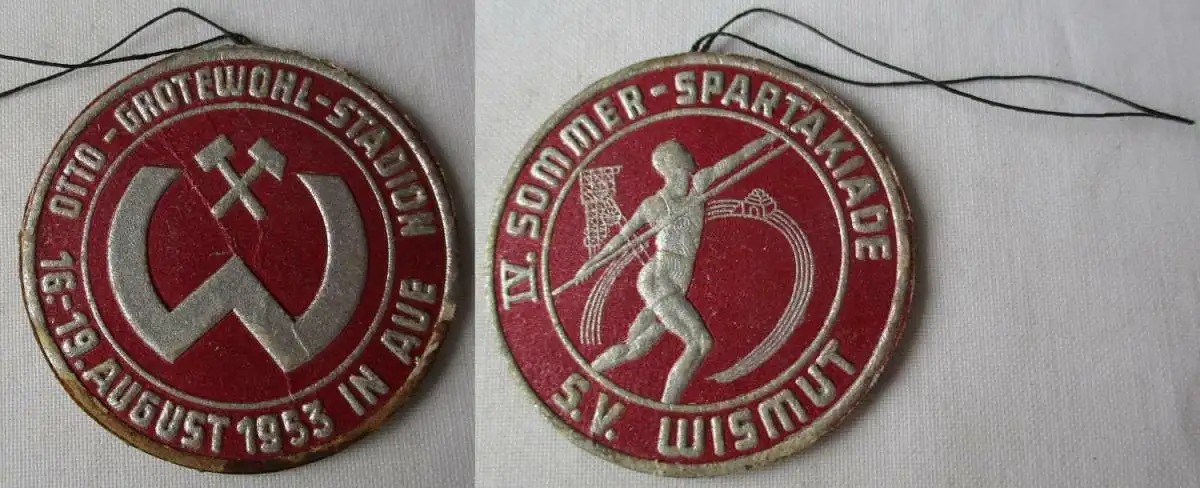 OTTO-GROTEWOHL-STADION
16.-19. AUGUST 1953 IN AUE
W
IV. SOMMER-SPARTAKIADE
S.V. WISMUT